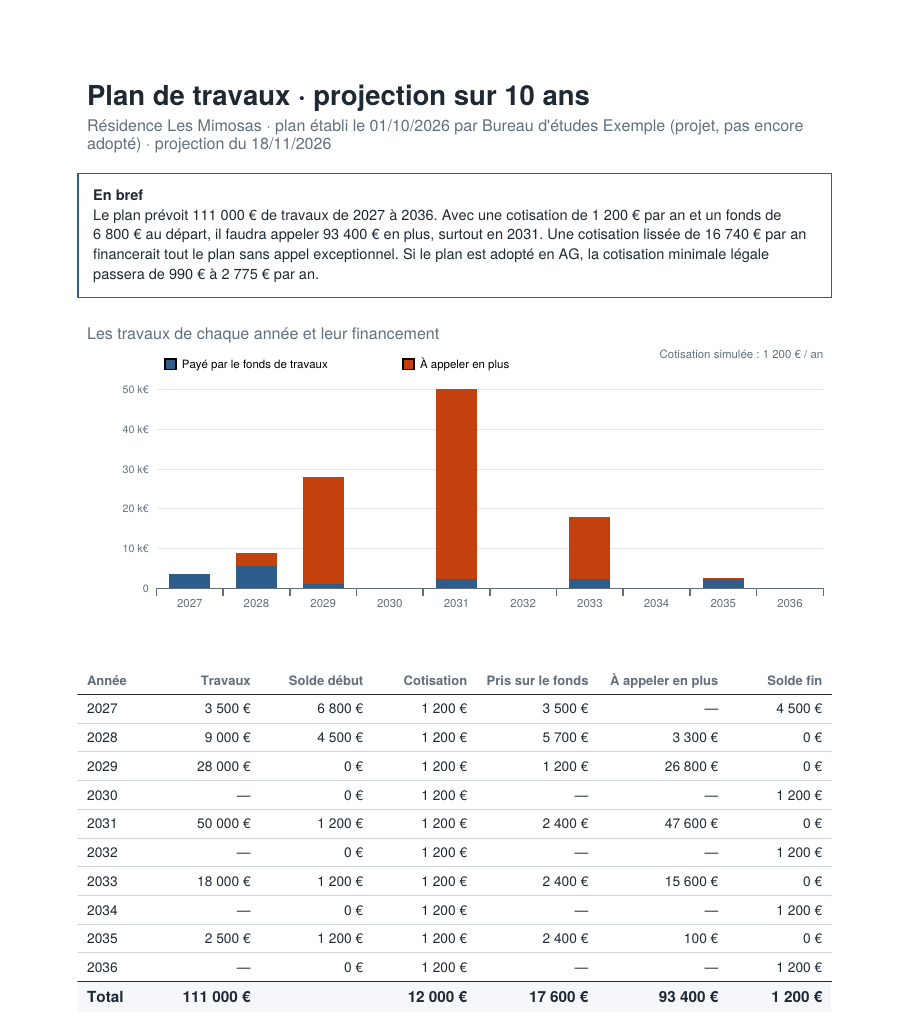 Plan de travaux · projection sur 10 ans
Résidence Les Mimosas · plan établi le 01/10/2026 par Bureau d'études Exemple (projet, pas encore
adopté) · projection du 18/11/2026
En bref
Le plan prévoit 111 000 € de travaux de 2027 à 2036. Avec une cotisation de 1 200 € par an et un fonds de
6 800 € au départ, il faudra appeler 93 400 € en plus, surtout en 2031. Une cotisation lissée de 16 740 € par an
financerait tout le plan sans appel exceptionnel. Si le plan est adopté en AG, la cotisation minimale légale
passera de 990 € à 2 775 € par an.
Les travaux de chaque année et leur financement
Cotisation simulée : 1 200 € / an
Payé par le fonds de travaux À appeler en plus
50 k€
40 k€
30 k€
20 k€
10 k€
0
2027 2028 2029 2030 2031 2032 2033 2034 2035 2036
Année Travaux Solde début Cotisation Pris sur le fonds À appeler en plus Solde fin
2027 3 500 € 6 800 € 1 200 € 3 500 € — 4 500 €
2028 9 000 € 4 500 € 1 200 € 5 700 € 3 300 € 0 €
2029 28 000 € 0 € 1 200 € 1 200 € 26 800 € 0 €
2030 — 0 € 1 200 € — — 1 200 €
2031 50 000 € 1 200 € 1 200 € 2 400 € 47 600 € 0 €
2032 — 0 € 1 200 € — — 1 200 €
2033 18 000 € 1 200 € 1 200 € 2 400 € 15 600 € 0 €
2034 — 0 € 1 200 € — — 1 200 €
2035 2 500 € 1 200 € 1 200 € 2 400 € 100 € 0 €
2036 — 0 € 1 200 € — — 1 200 €
Total 111 000 € 12 000 € 17 600 € 93 400 € 1 200 €